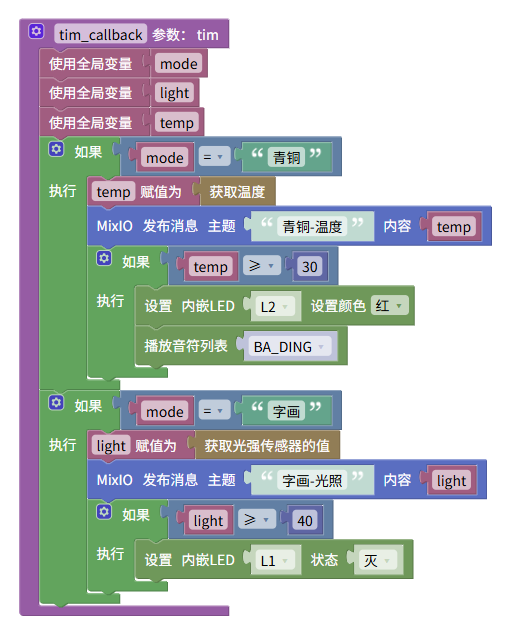 tim_callback 参数: tim
使用全局变量 mode
使用全局变量 light
使用全局变量 temp
如果 mode = “ 青铜 ”
执行 temp 赋值为 获取温度
MixIO 发布消息 主题 “ 青铜-温度 ” 内容 temp
如果 temp ≥ 30
执行 设置 内嵌LED L2 设置颜色 红
播放音符列表 BA_DING
如果 mode = “ 字画 ”
执行 light 赋值为 获取光强传感器的值
MixIO 发布消息 主题 “ 字画-光照 ” 内容 light
如果 light ≥ 40
执行 设置 内嵌LED L1 状态 灭